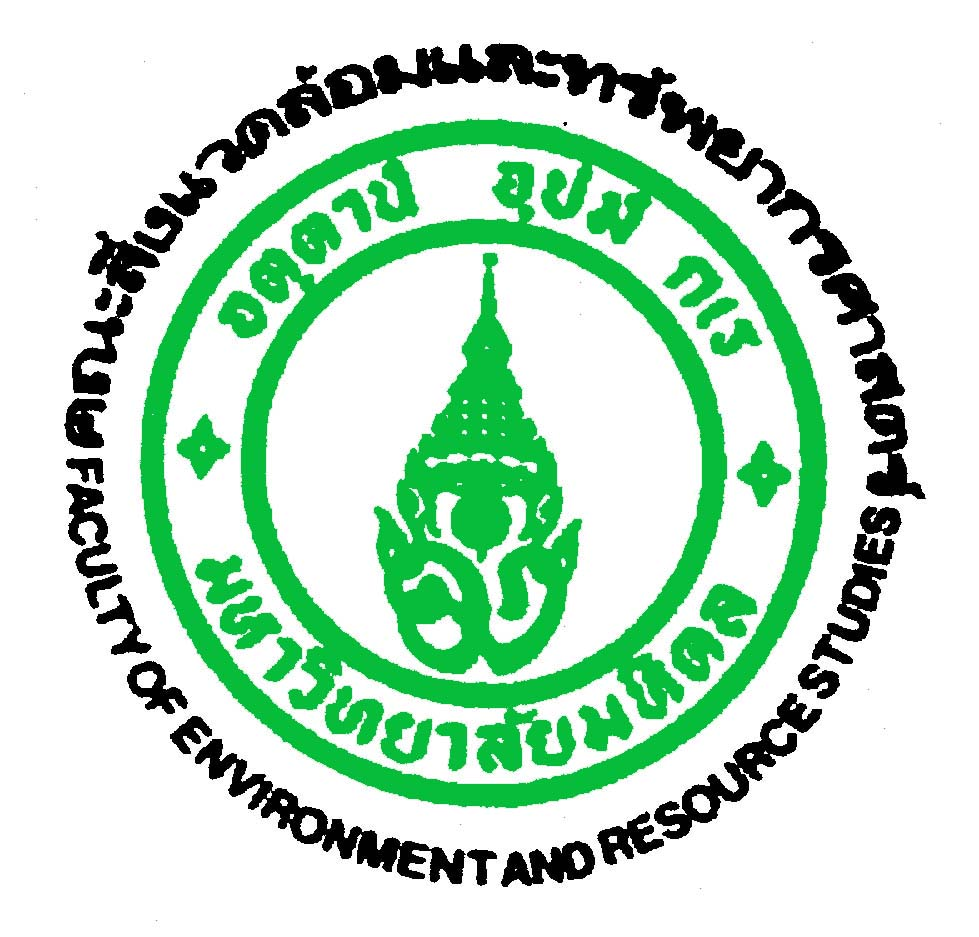 คณะสิ่งแวดล้อมและทรัพยากรศาสตร์
อตฺตานํ อุปมํ กเร
มหาวิทยาลัยมหิดล
FACULTY OF ENVIRONMENT AND RESOURCE STUDIES